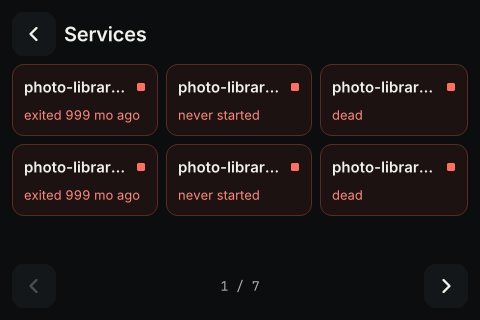 Services
photo-librar...
exited 999 mo ago
photo-librar...
never started
photo-librar...
dead
photo-librar...
exited 999 mo ago
photo-librar...
never started
photo-librar...
dead
1 / 7